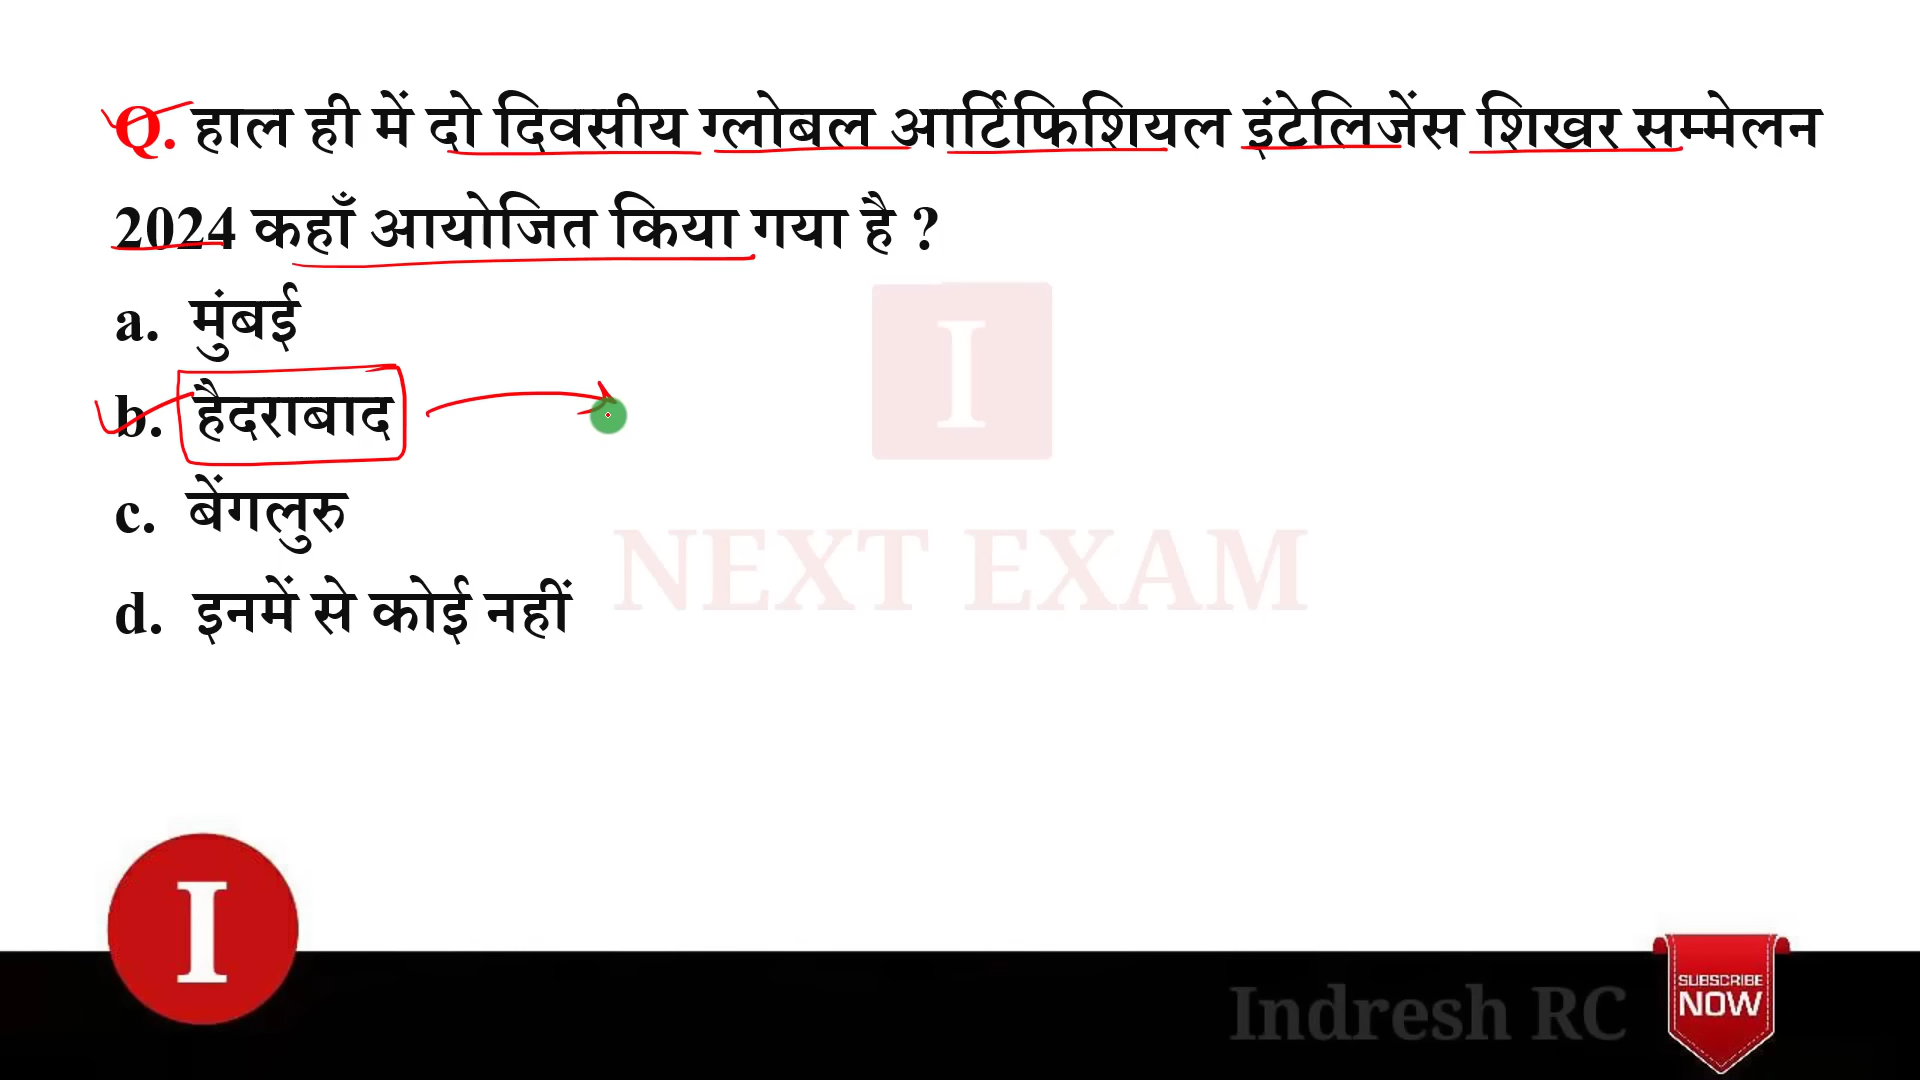 Q. हाल ही में दो दिवसीय ग्लोबल आर्टिफिशियल इंटेलिजेंस शिखर सम्मेलन
2024 कहाँ आयोजित किया गया है ?
a. मुंबई
b. हैदराबाद
c. बेंगलुरु
d. इनमें से कोई नहीं
I
NEXT EXAM
I
Indresh RC
SUBSCRIBE
NOW